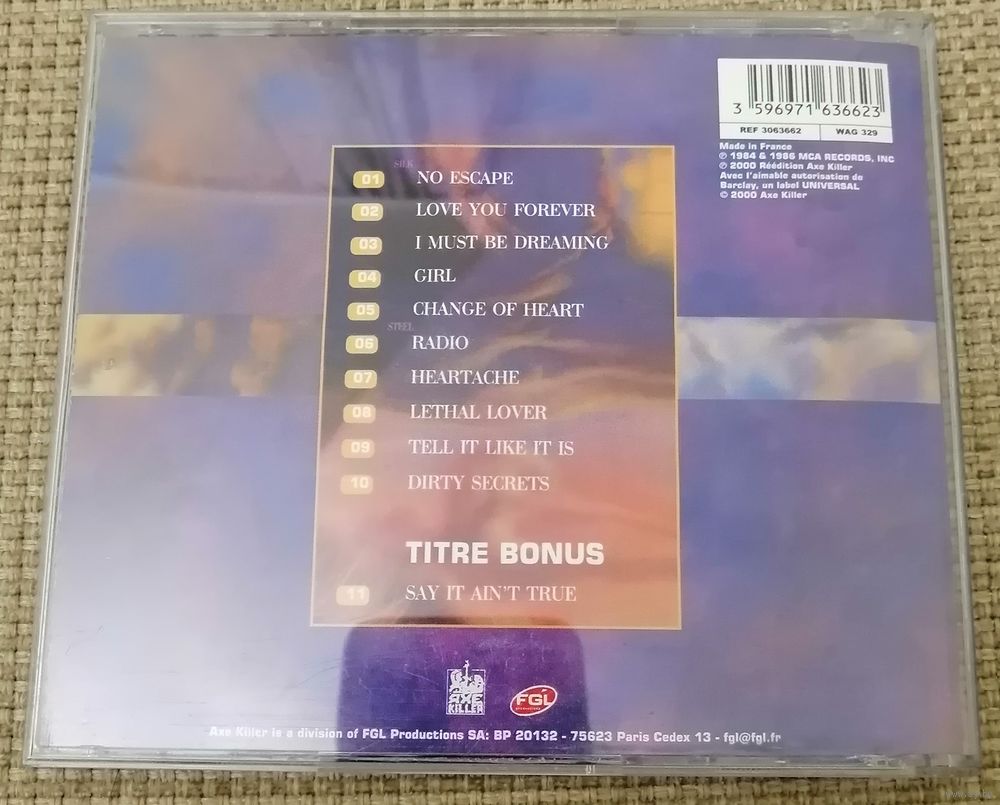 3 596971 636623
REF 3063662 WAG 329
Made in France
℗ 1984 & 1986 MCA RECORDS, INC
℗ 2000 Réédition Axe Killer
Avec l'aimable autorisation de
Barclay, un label UNIVERSAL
© 2000 Axe Killer
SILK
01 NO ESCAPE
02 LOVE YOU FOREVER
03 I MUST BE DREAMING
04 GIRL
05 CHANGE OF HEART
STEEL
06 RADIO
07 HEARTACHE
08 LETHAL LOVER
09 TELL IT LIKE IT IS
10 DIRTY SECRETS
TITRE BONUS
11 SAY IT AIN'T TRUE
AXE
KILLER
FGL
Axe Killer is a division of FGL Productions SA: BP 20132 - 75623 Paris Cedex 13 - fgl@fgl.fr